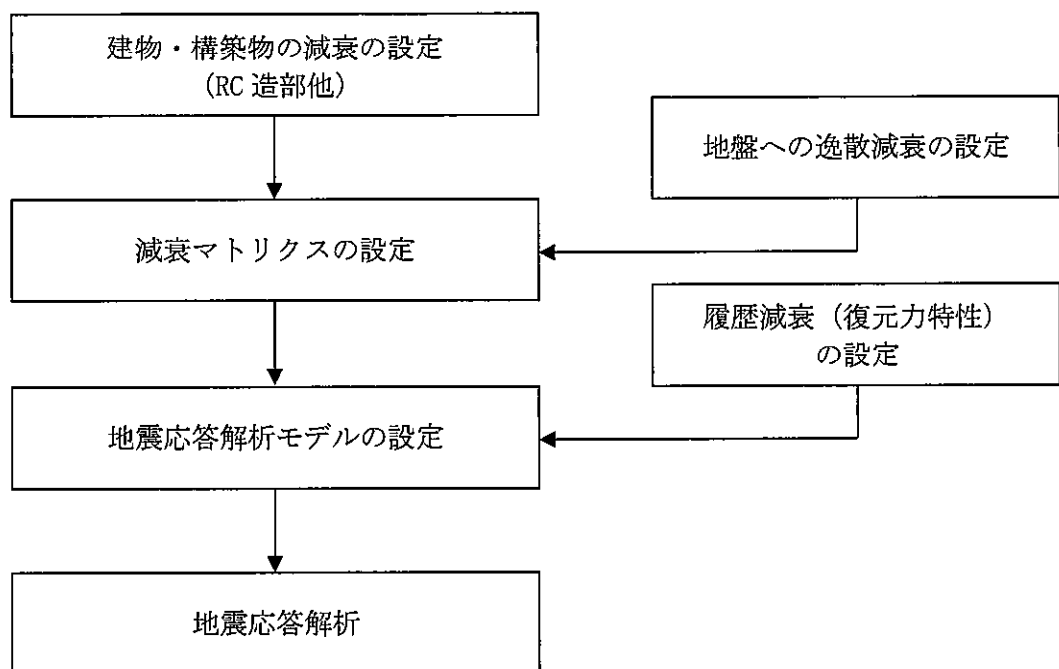 建物・構築物の減衰の設定
(RC 造部他)
地盤への逸散減衰の設定
減衰マトリクスの設定
履歴減衰(復元力特性)
の設定
地震応答解析モデルの設定
地震応答解析